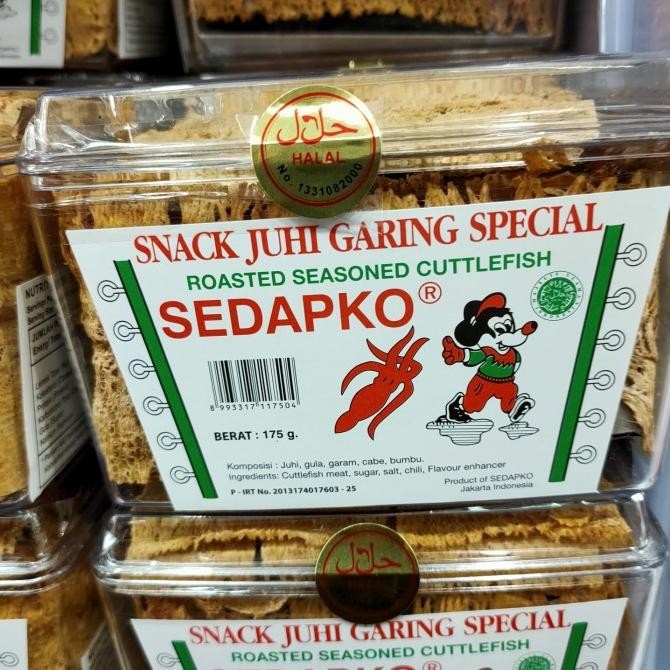 حلال
HALAL
No. 1331082000
SNACK JUHI GARING SPECIAL
ROASTED SEASONED CUTTLEFISH
SEDAPKO®
8 993317 117504
BERAT : 175 g.
Komposisi : Juhi, gula, garam, cabe, bumbu.
Ingredients: Cuttlefish meat, sugar, salt, chili, Flavour enhancer
P - IRT No. 2013174017603 - 25
Product of SEDAPKO
Jakarta Indonesia
حلال
SNACK JUHI GARING SPECIAL
ROASTED SEASONED CUTTLEFISH
SEDAPKO®